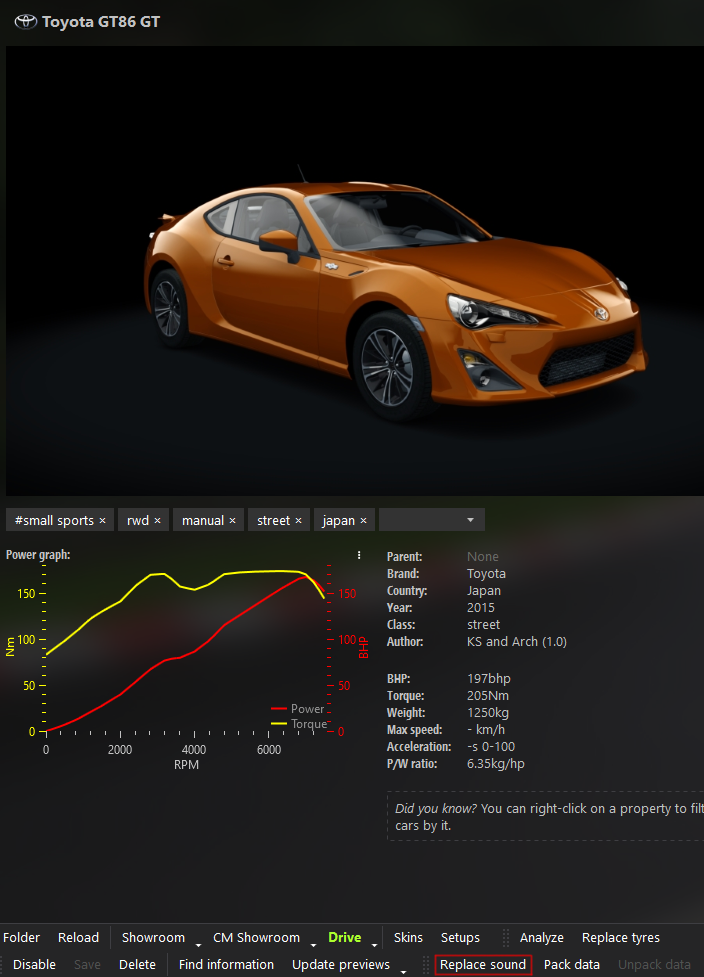 Toyota GT86 GT
#small sports × rwd × manual × street × japan ×
Power graph:
150
100
50
0
Nm
150
100
50
0
BHP
Power
Torque
0 2000 4000 6000
RPM
Parent: None
Brand: Toyota
Country: Japan
Year: 2015
Class: street
Author: KS and Arch (1.0)
BHP: 197bhp
Torque: 205Nm
Weight: 1250kg
Max speed: - km/h
Acceleration: -s 0-100
P/W ratio: 6.35kg/hp
Did you know? You can right-click on a property to filt
cars by it.
Folder Reload Showroom CM Showroom Drive Skins Setups Analyze Replace tyres
Disable Save Delete Find information Update previews Replace sound Pack data Unpack data